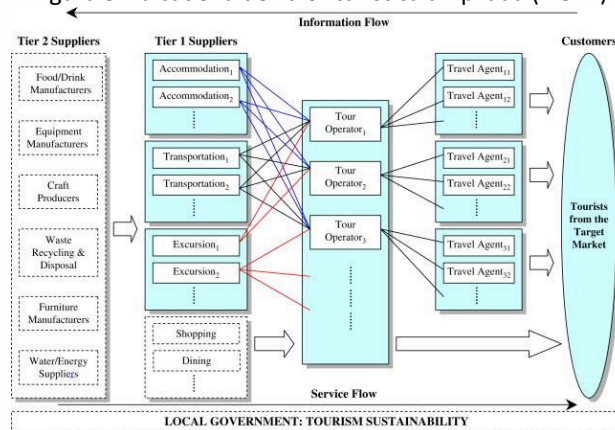 Information Flow
Tier 2 Suppliers
Tier 1 Suppliers
Customers
Food/Drink
Manufacturers
Equipment
Manufacturers
Craft
Producers
Waste
Recycling &
Disposal
Furniture
Manufacturers
Water/Energy
Suppliers
Accommodation1
Accommodation2
Transportation1
Transportation2
Excursion1
Excursion2
Shopping
Dining
Tour
Operator1
Tour
Operator2
Tour
Operator3
Travel Agent11
Travel Agent12
Travel Agent21
Travel Agent22
Travel Agent31
Travel Agent32
Tourists
from the
Target
Market
Service Flow
LOCAL GOVERNMENT: TOURISM SUSTAINABILITY